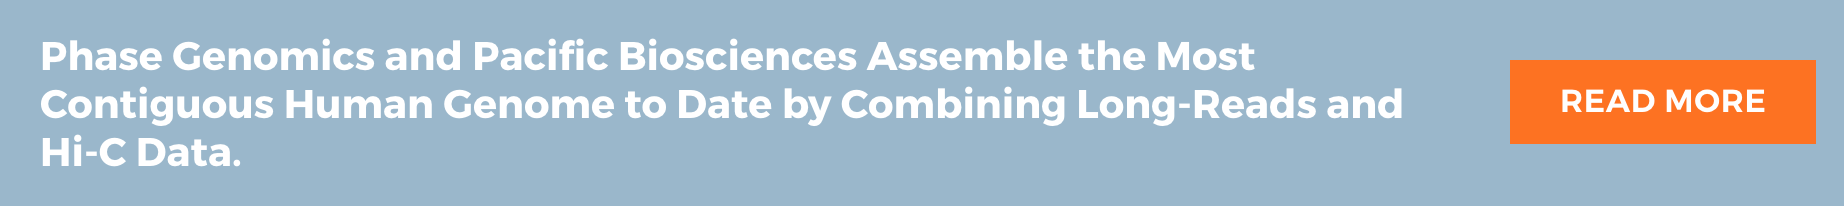 Phase Genomics and Pacific Biosciences Assemble the Most
Contiguous Human Genome to Date by Combining Long-Reads and
Hi-C Data.
READ MORE